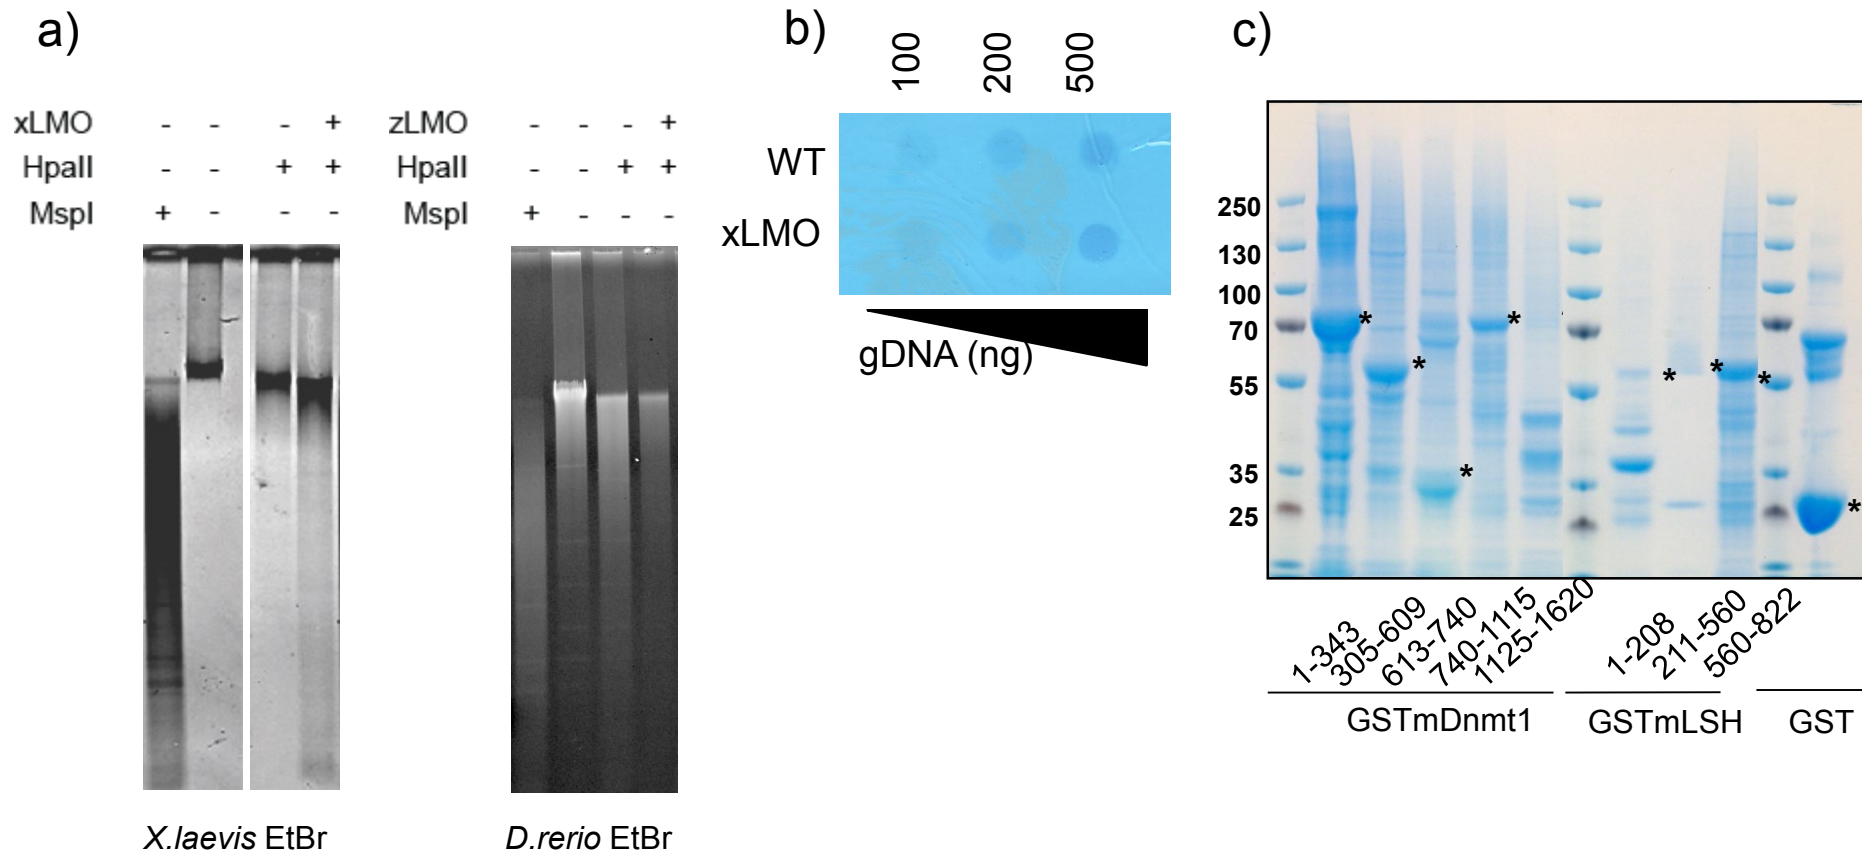 a)
xLMO - - - +
HpaII - - + +
MspI + - - -
X.laevis EtBr
zLMO - - - +
HpaII - - + +
MspI + - - -
D.rerio EtBr
b)
100 200 500
WT
xLMO
gDNA (ng)
c)
250
130
100
70
55
35
25
* * * * * * * *
1-343 305-609 613-740 740-1115 1125-1620 1-208 211-560 560-822
GSTmDnmt1 GSTmLSH GST